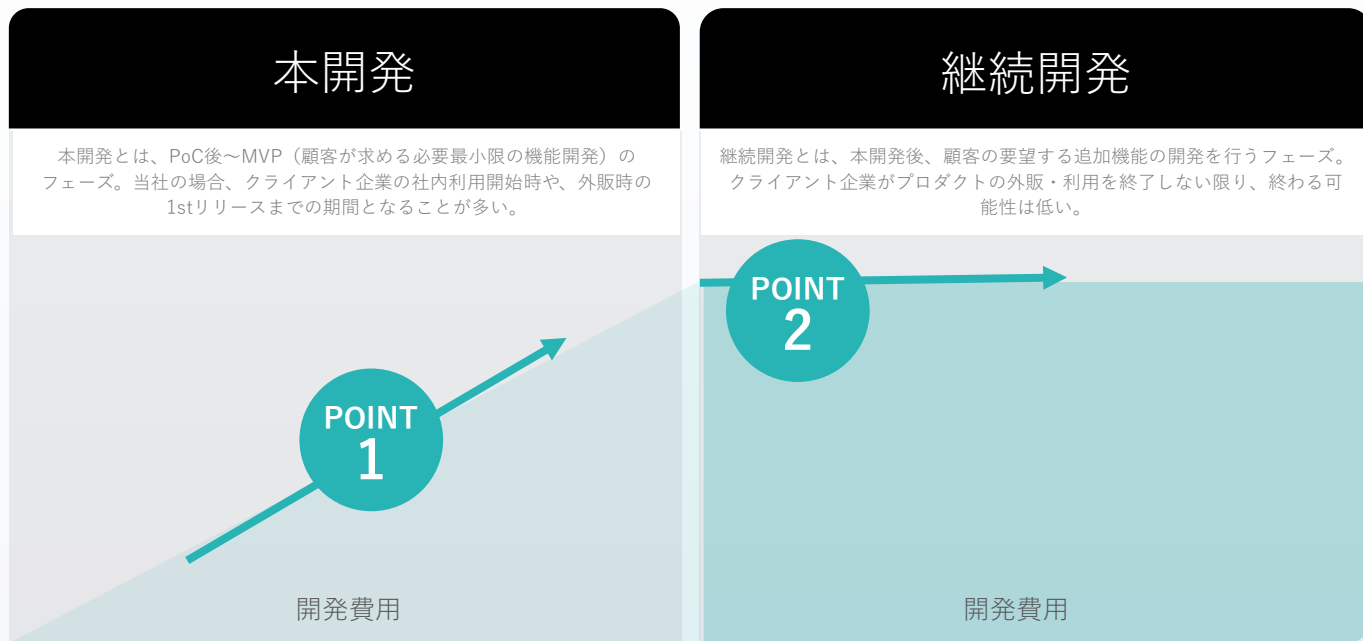 本開発
本開発とは、PoC後～MVP（顧客が求める必要最小限の機能開発）の
フェーズ。当社の場合、クライアント企業の社内利用開始時や、外販時の
1stリリースまでの期間となることが多い。
POINT
1
開発費用
継続開発
継続開発とは、本開発後、顧客の要望する追加機能の開発を行うフェーズ。
クライアント企業がプロダクトの外販・利用を終了しない限り、終わる可
能性は低い。
POINT
2
開発費用